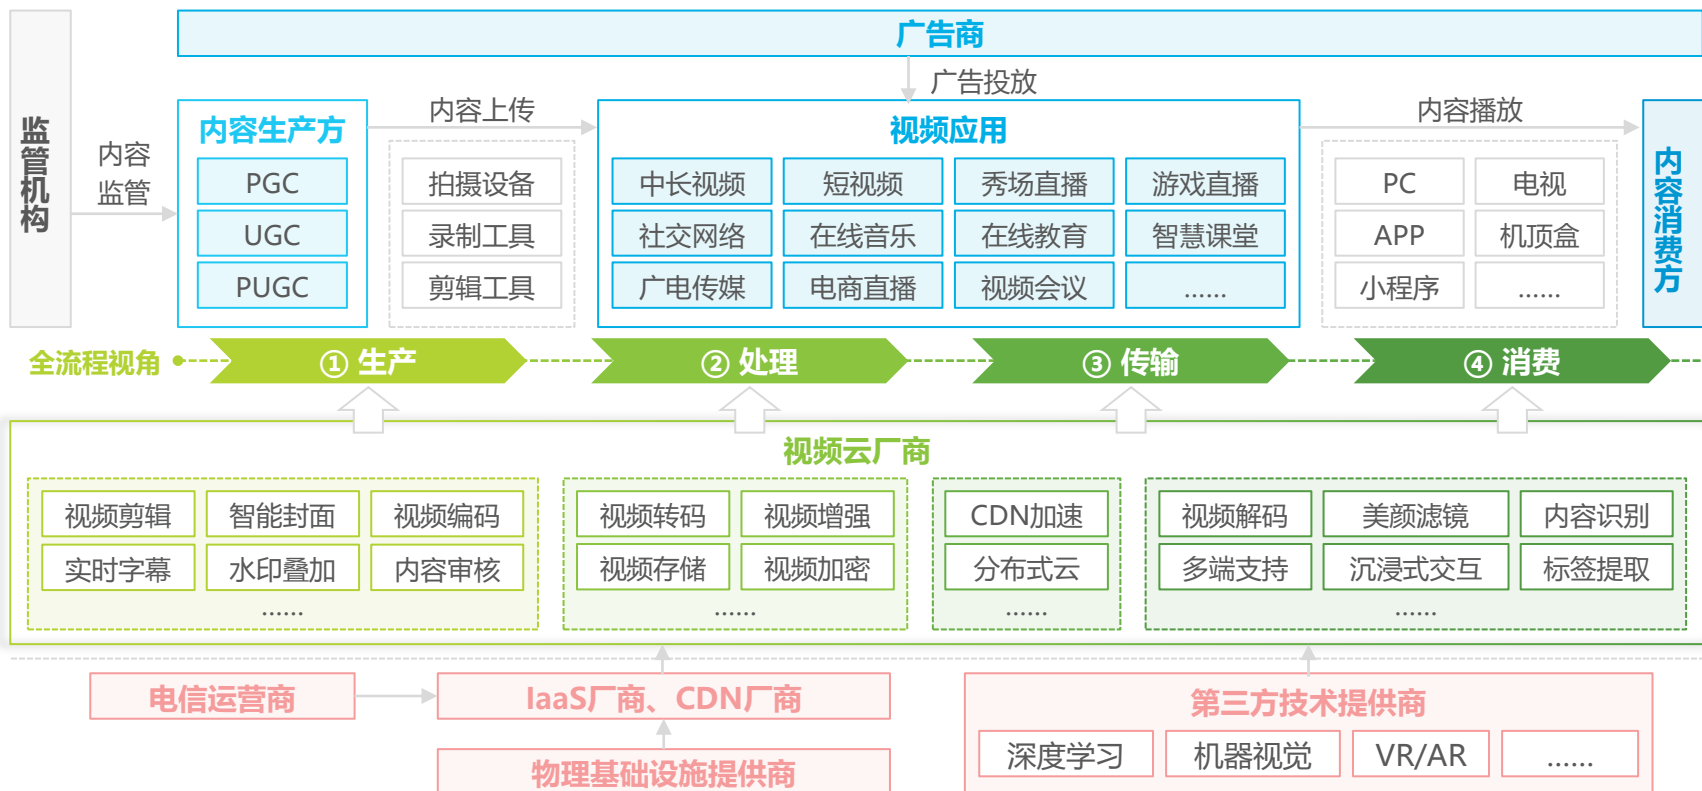 广告商
广告投放
监管机构
内容
监管
内容生产方
PGC
UGC
PUGC
内容上传
拍摄设备
录制工具
剪辑工具
视频应用
中长视频 短视频 秀场直播 游戏直播
社交网络 在线音乐 在线教育 智慧课堂
广电传媒 电商直播 视频会议 ......
内容播放
PC 电视
APP 机顶盒
小程序 ......
内容消费方
全流程视角 ① 生产 ② 处理 ③ 传输 ④ 消费
视频云厂商
视频剪辑 智能封面 视频编码
实时字幕 水印叠加 内容审核
......
视频转码 视频增强
视频存储 视频加密
......
CDN加速
分布式云
......
视频解码 美颜滤镜 内容识别
多端支持 沉浸式交互 标签提取
......
电信运营商
IaaS厂商、CDN厂商
物理基础设施提供商
第三方技术提供商
深度学习 机器视觉 VR/AR ......